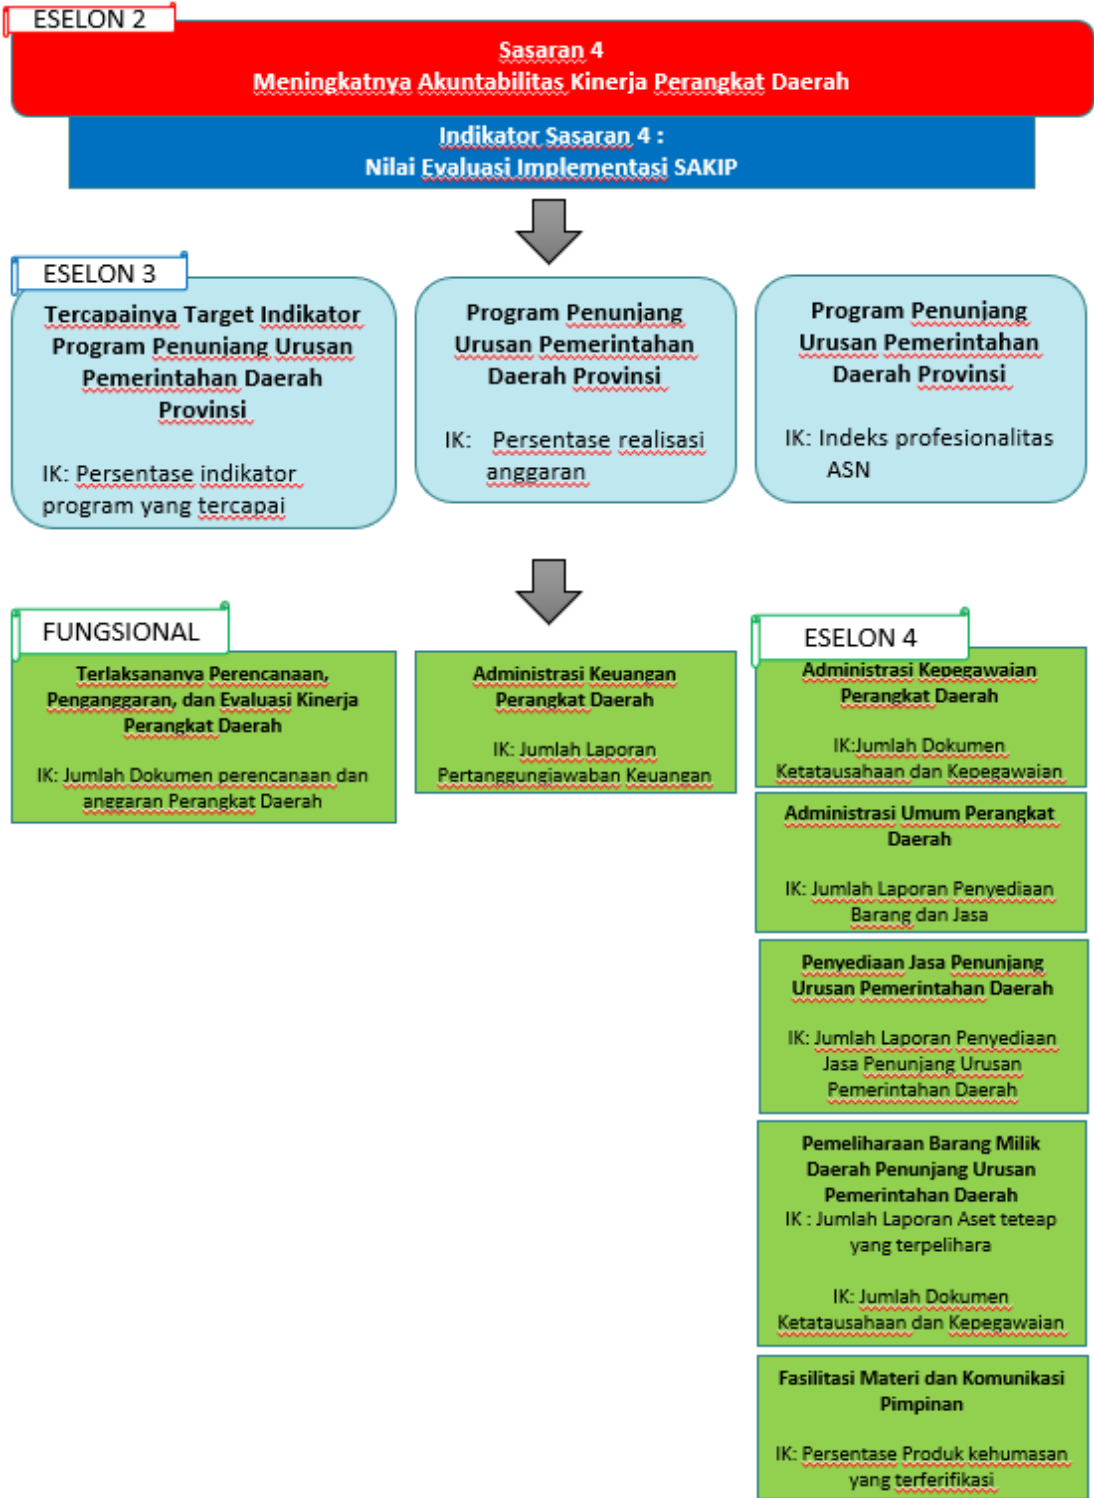 ESELON 2
Sasaran 4
Meningkatnya Akuntabilitas Kinerja Perangkat Daerah
Indikator Sasaran 4 :
Nilai Evaluasi Implementasi SAKIP
ESELON 3
Tercapainya Target Indikator
Program Penunjang Urusan
Pemerintahan Daerah
Provinsi
IK: Persentase indikator
program yang tercapai
Program Penunjang
Urusan Pemerintahan
Daerah Provinsi
IK: Persentase realisasi
anggaran
Program Penunjang
Urusan Pemerintahan
Daerah Provinsi
IK: Indeks profesionalitas
ASN
FUNGSIONAL
Terlaksananya Perencanaan,
Penganggaran, dan Evaluasi Kinerja
Perangkat Daerah
IK: Jumlah Dokumen perencanaan dan
anggaran Perangkat Daerah
Administrasi Keuangan
Perangkat Daerah
IK: Jumlah Laporan
Pertanggungjawaban Keuangan
ESELON 4
Administrasi Kepegawaian
Perangkat Daerah
IK:Jumlah Dokumen
Ketatausahaan dan Kepegawaian
Administrasi Umum Perangkat
Daerah
IK: Jumlah Laporan Penyediaan
Barang dan Jasa
Penyediaan Jasa Penunjang
Urusan Pemerintahan Daerah
IK: Jumlah Laporan Penyediaan
Jasa Penunjang Urusan
Pemerintahan Daerah
Pemeliharaan Barang Milik
Daerah Penunjang Urusan
Pemerintahan Daerah
IK : Jumlah Laporan Aset teteap
yang terpelihara
IK: Jumlah Dokumen
Ketatausahaan dan Kepegawaian
Fasilitasi Materi dan Komunikasi
Pimpinan
IK: Persentase Produk kehumasan
yang terferifikasi